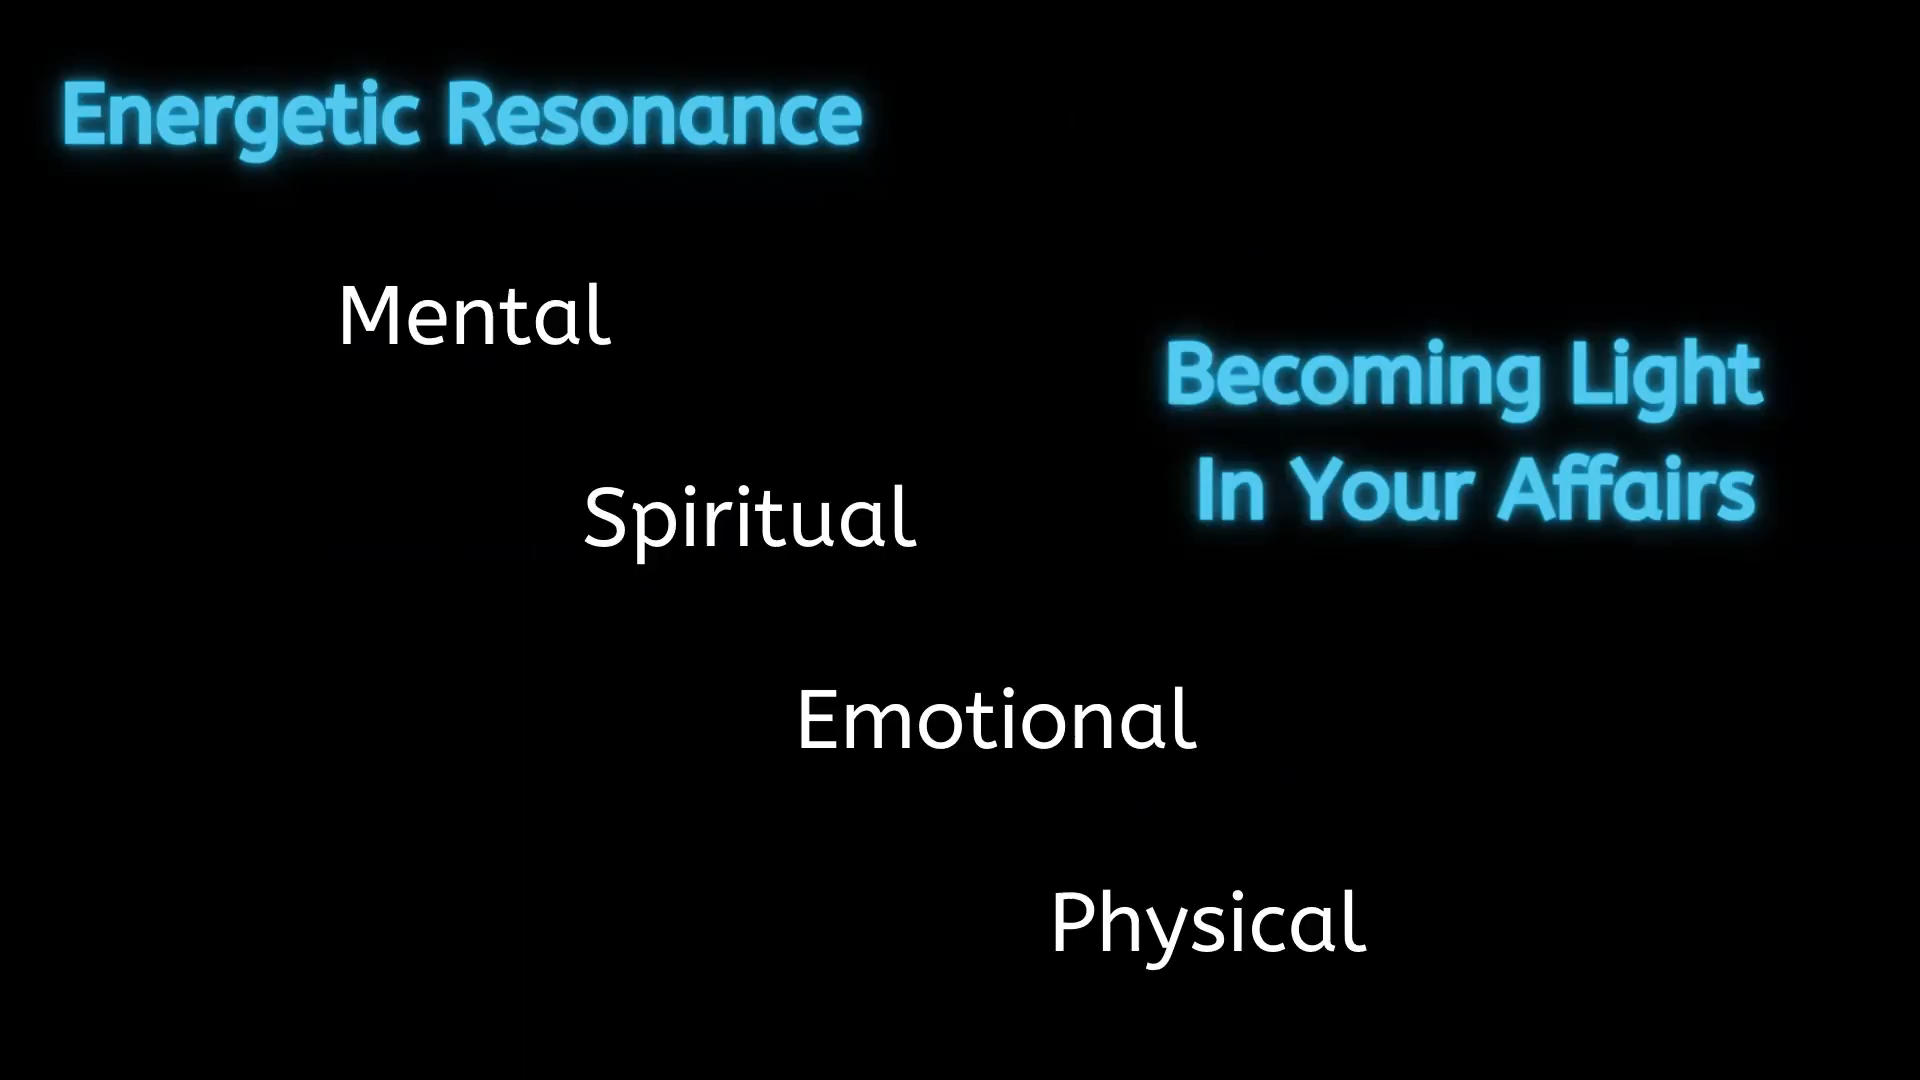 Energetic Resonance
Mental
Becoming Light
In Your Affairs
Spiritual
Emotional
Physical